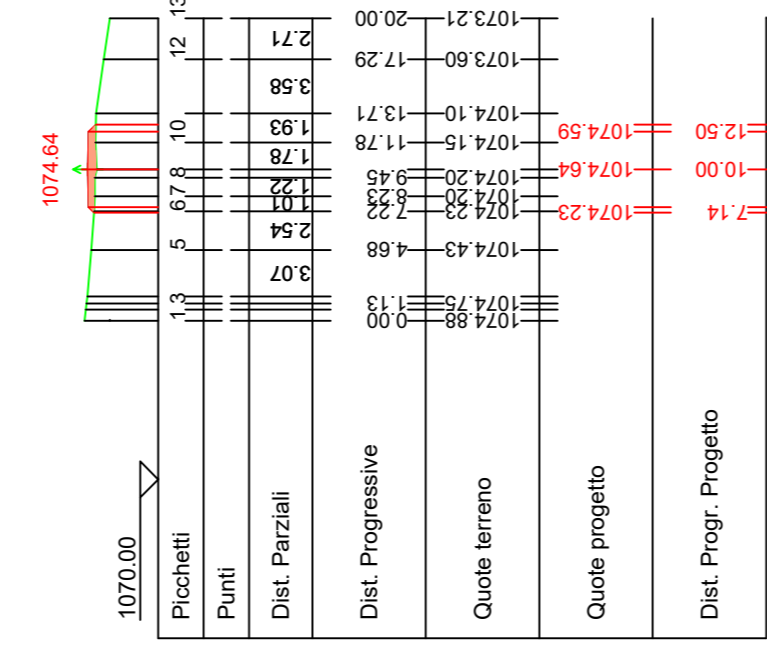 1074.64
1070.00
Picchetti 1 3 5 6 7 8 10 12 13
Punti
Dist. Parziali 3.07 2.54 1.01 1.22 1.78 1.93 3.58 2.71
Dist. Progressive 0.00 1.13 4.68 7.22 8.23 9.45 11.78 13.71 17.29 20.00
Quote terreno 1074.88 1074.75 1074.43 1074.23 1074.20 1074.20 1074.15 1074.10 1073.60 1073.21
Quote progetto 1074.23 1074.64 1074.59
Dist. Progr. Progetto 7.14 10.00 12.50